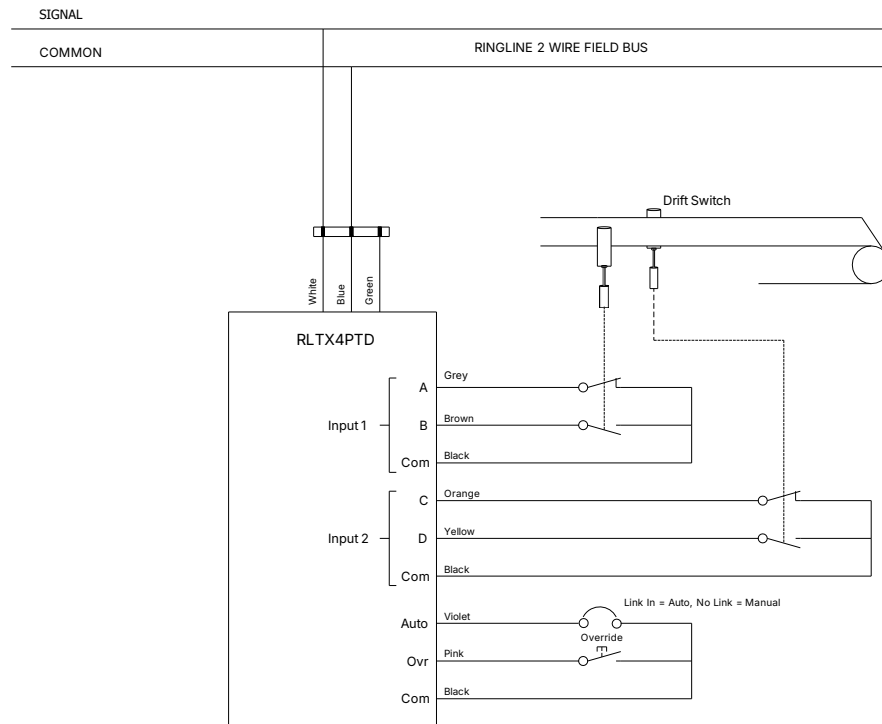 SIGNAL
COMMON
RINGLINE 2 WIRE FIELD BUS
Drift Switch
White
Blue
Green
RLTX4PTD
Input 1
A
Grey
B
Brown
Com
Black
Input 2
C
Orange
D
Yellow
Com
Black
Auto
Violet
Link In = Auto, No Link = Manual
Override
Ovr
Pink
Com
Black